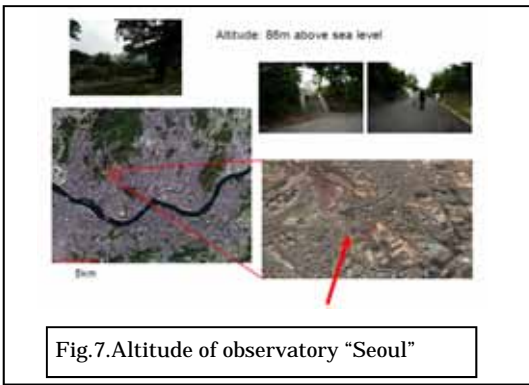 Altitude: 86m above sea level
5km
Fig.7.Altitude of observatory “Seoul”